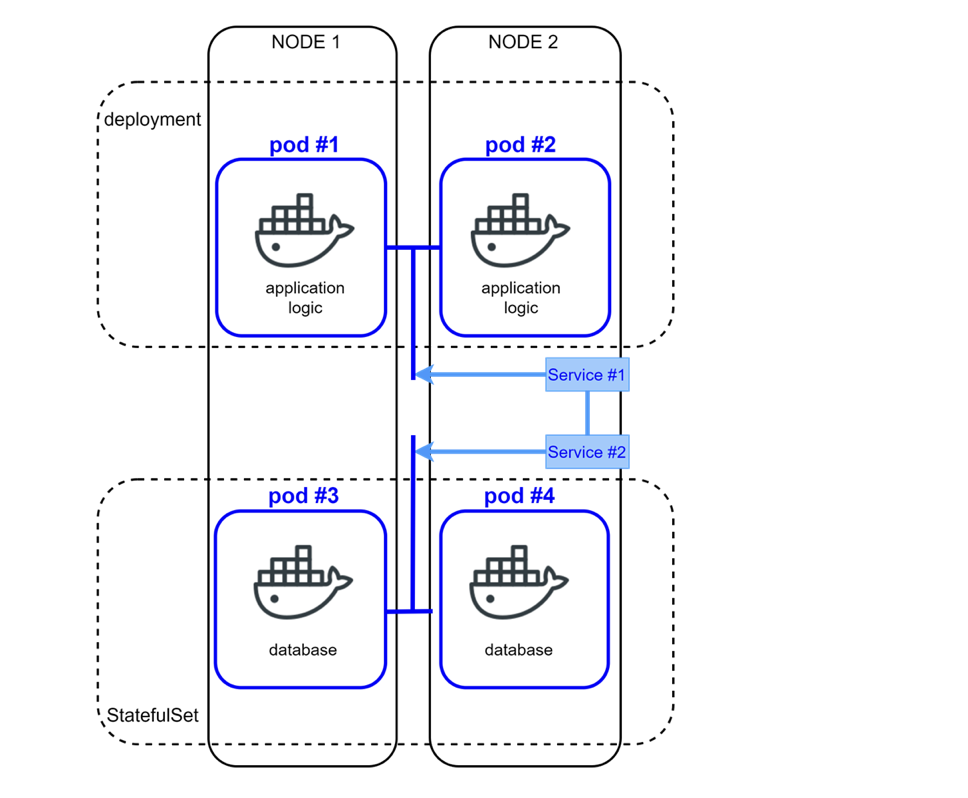 NODE 1
NODE 2
deployment
pod #1
pod #2
application
logic
application
logic
Service #1
Service #2
pod #3
pod #4
database
database
StatefulSet